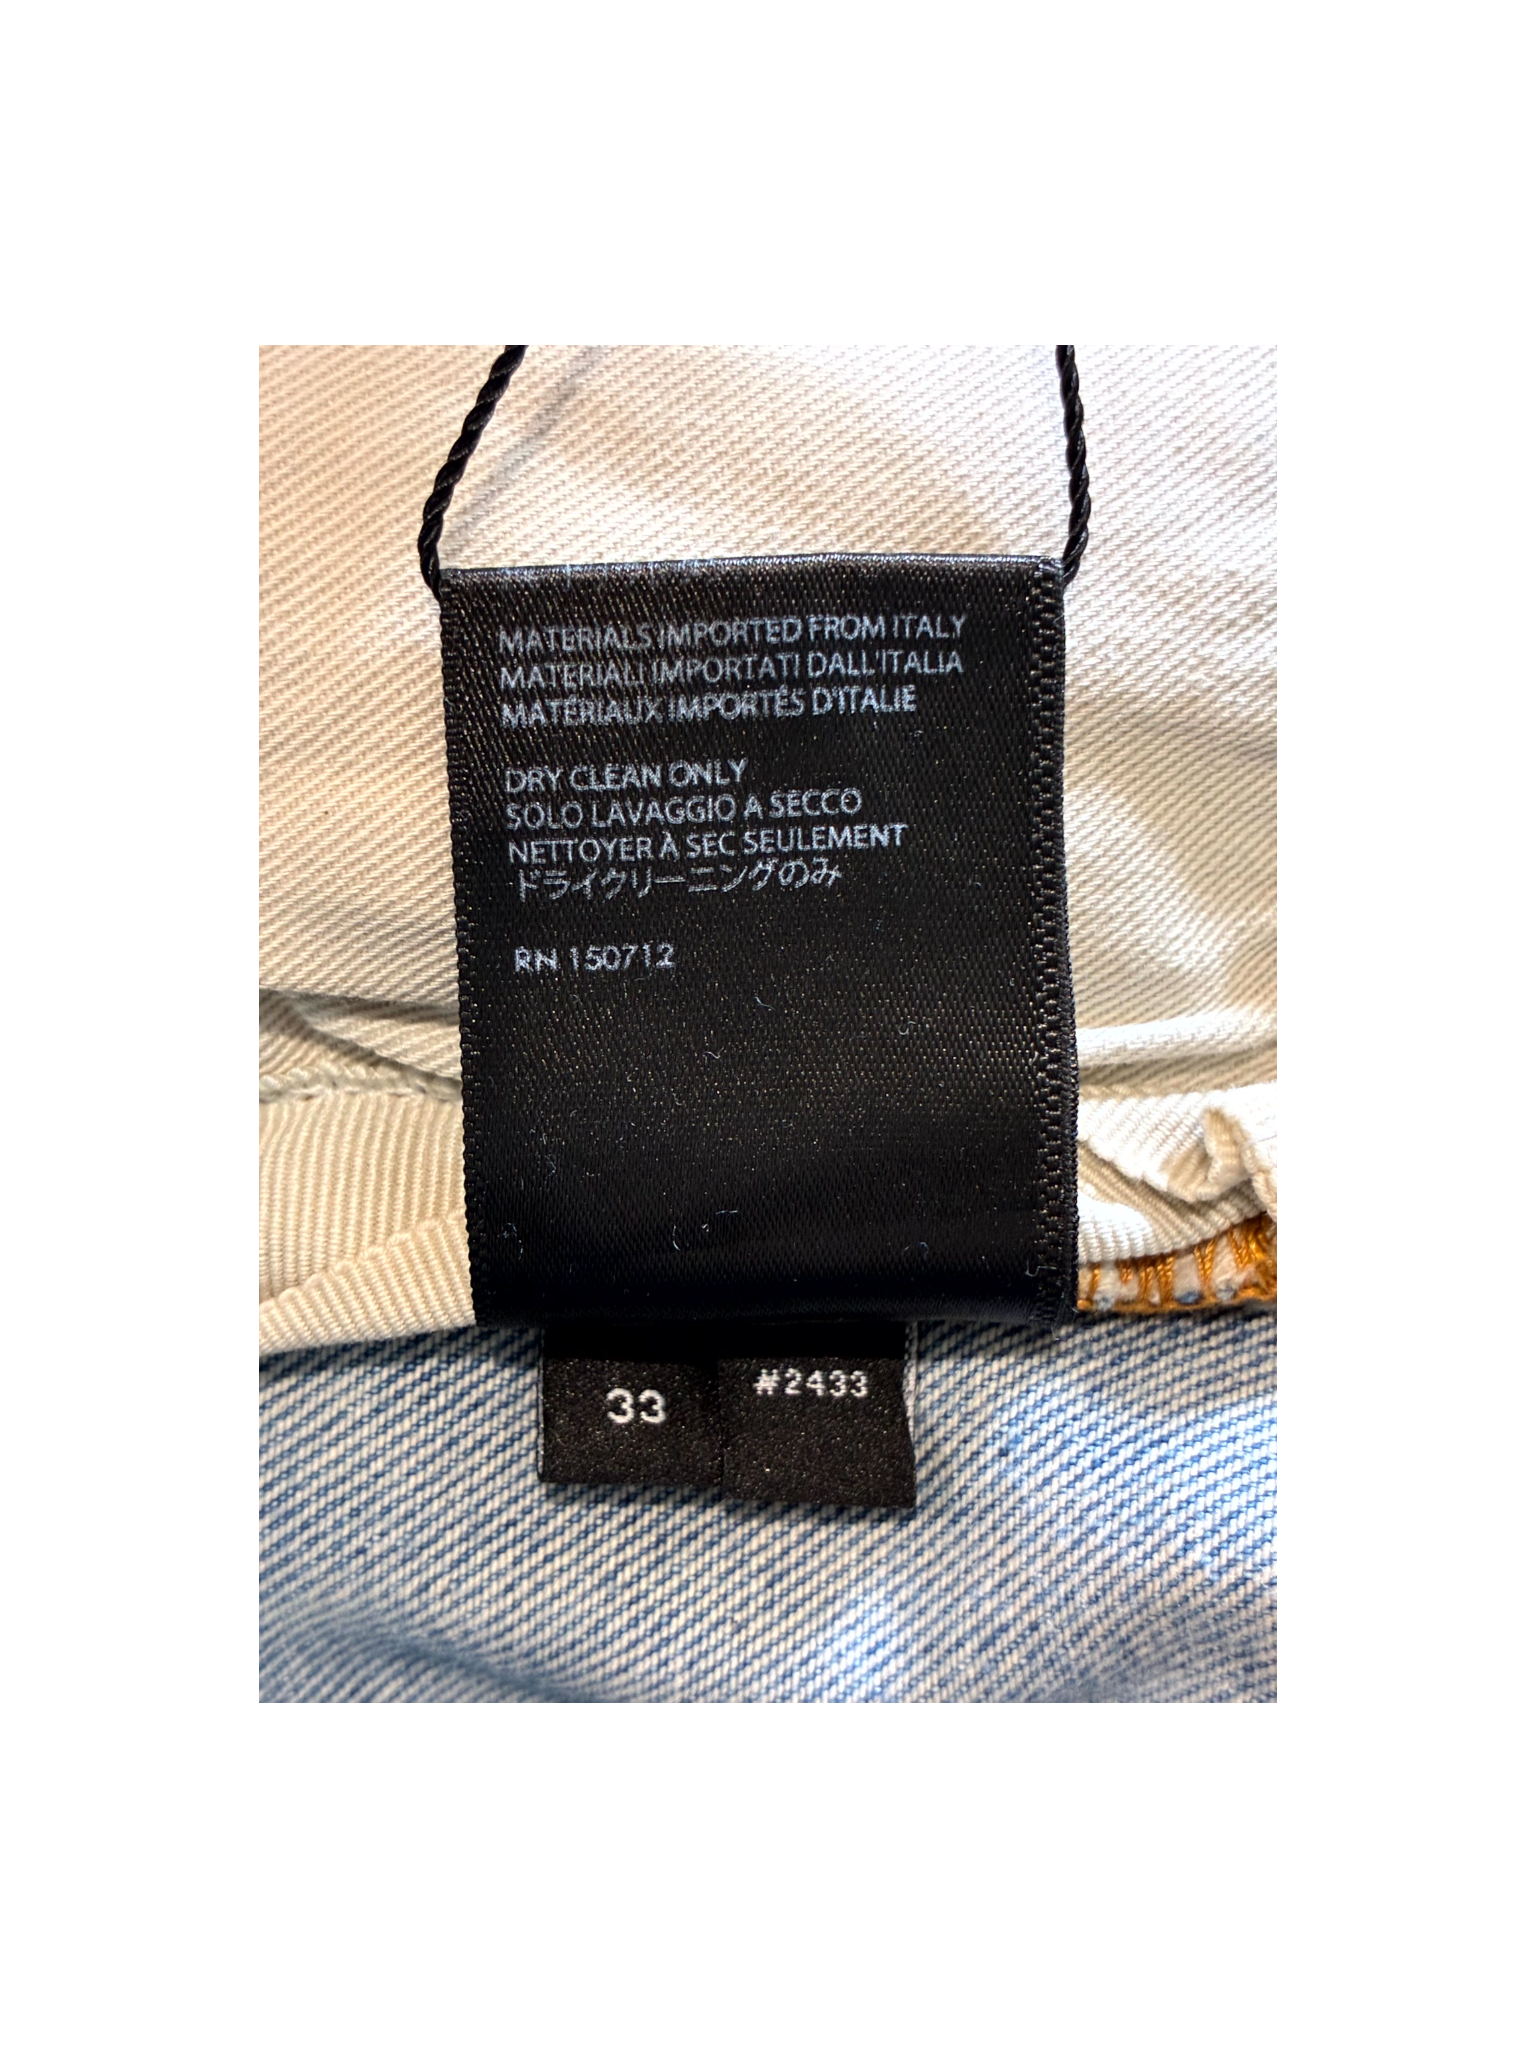 MATERIALS IMPORTED FROM ITALY
MATERIALI IMPORTATI DALL'ITALIA
MATÉRIAUX IMPORTÉS D'ITALIE
DRY CLEAN ONLY
SOLO LAVAGGIO A SECCO
NETTOYER À SEC SEULEMENT
ドライクリーニングのみ
RN 150712
33
#2433